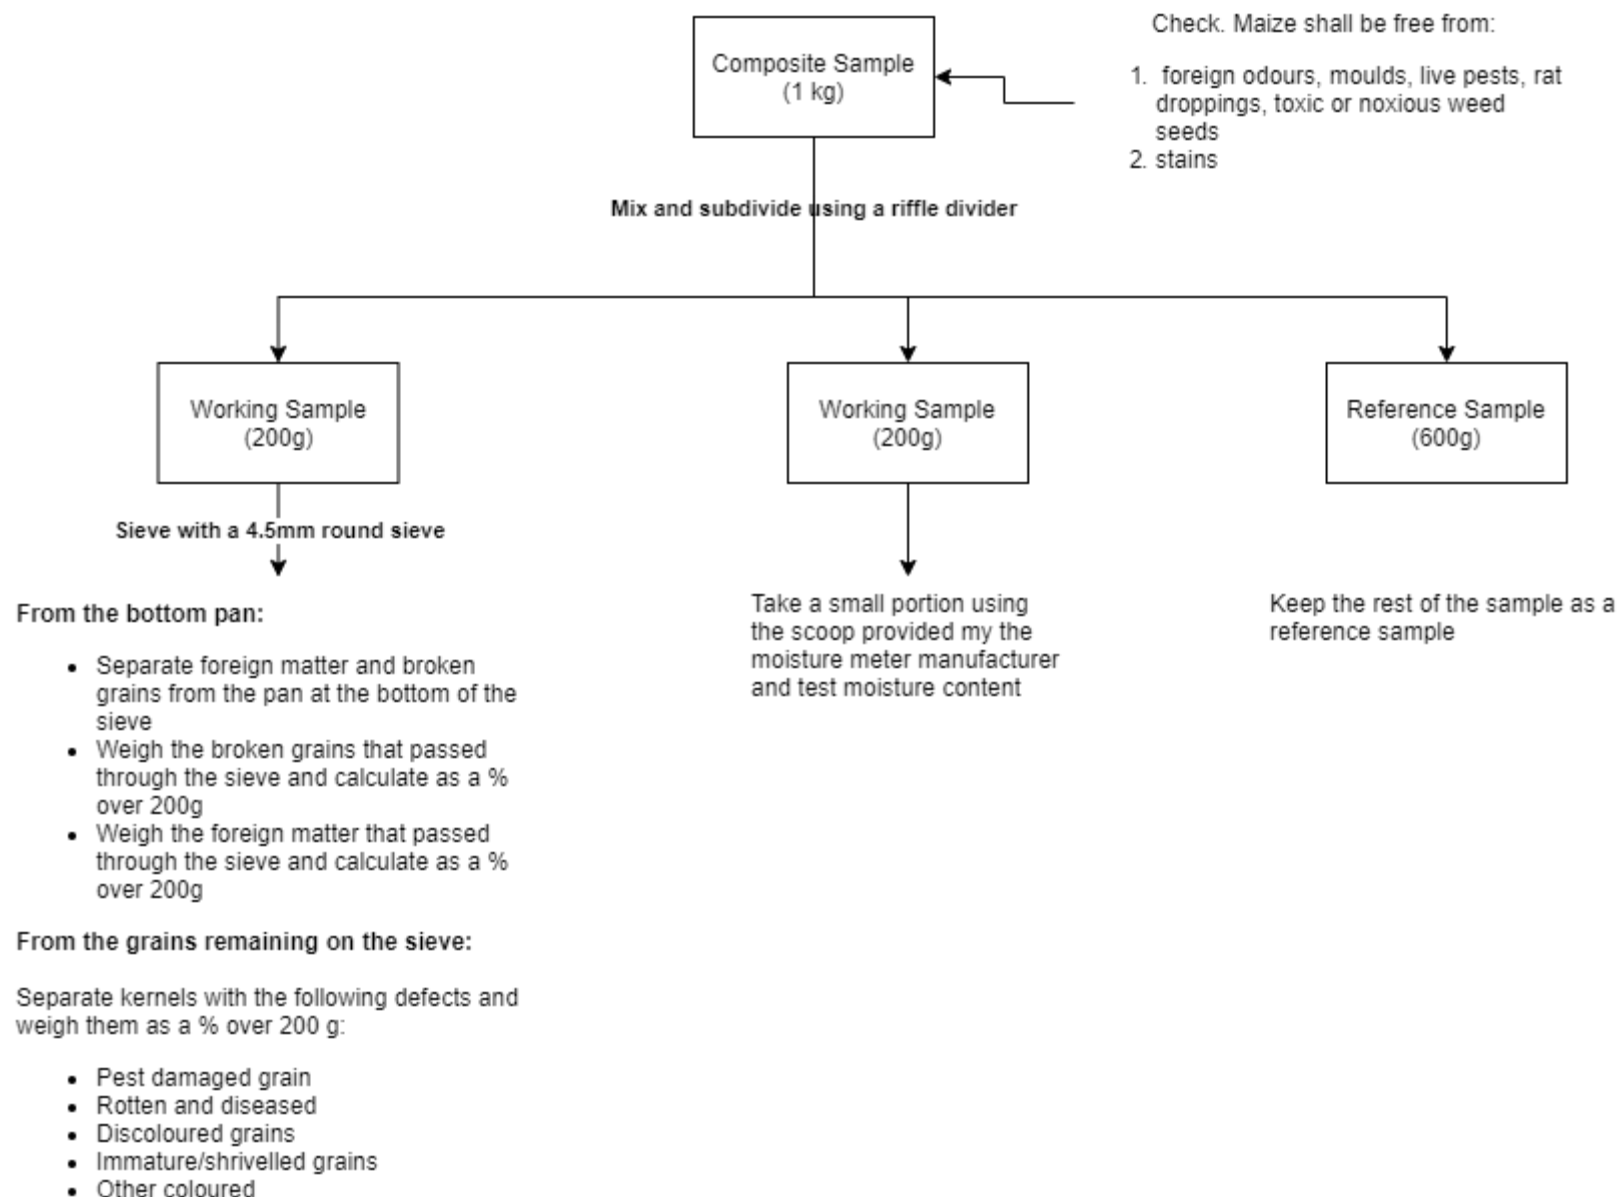 Composite Sample
(1 kg)
Check. Maize shall be free from:
1. foreign odours, moulds, live pests, rat
droppings, toxic or noxious weed
seeds
2. stains
Mix and subdivide using a riffle divider
Working Sample
(200g)
Working Sample
(200g)
Reference Sample
(600g)
Sieve with a 4.5mm round sieve
From the bottom pan:
• Separate foreign matter and broken
grains from the pan at the bottom of the
sieve
• Weigh the broken grains that passed
through the sieve and calculate as a %
over 200g
• Weigh the foreign matter that passed
through the sieve and calculate as a %
over 200g
From the grains remaining on the sieve:
Separate kernels with the following defects and
weigh them as a % over 200 g:
• Pest damaged grain
• Rotten and diseased
• Discoloured grains
• Immature/shrivelled grains
• Other coloured
Take a small portion using
the scoop provided my the
moisture meter manufacturer
and test moisture content
Keep the rest of the sample as a
reference sample